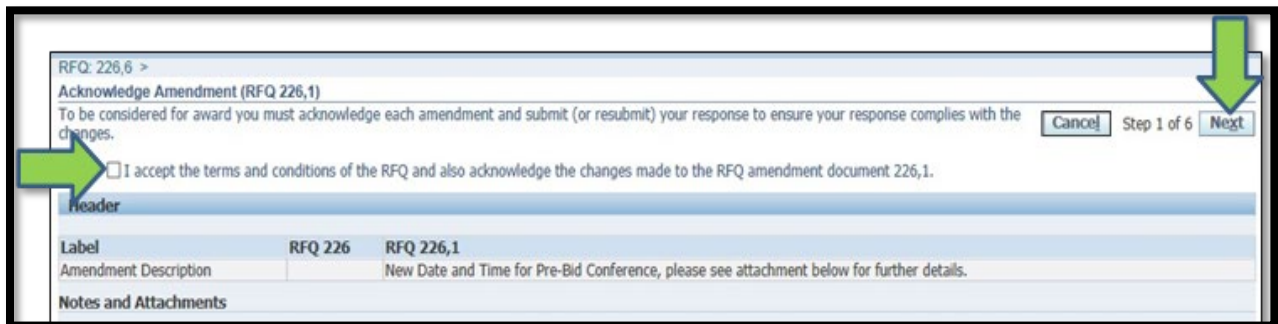 RFQ: 226,6 >
Acknowledge Amendment (RFQ 226,1)
To be considered for award you must acknowledge each amendment and submit (or resubmit) your response to ensure your response complies with the
changes.
Cancel Step 1 of 6 Next
I accept the terms and conditions of the RFQ and also acknowledge the changes made to the RFQ amendment document 226,1.
Header
Label RFQ 226 RFQ 226,1
Amendment Description New Date and Time for Pre-Bid Conference, please see attachment below for further details.
Notes and Attachments